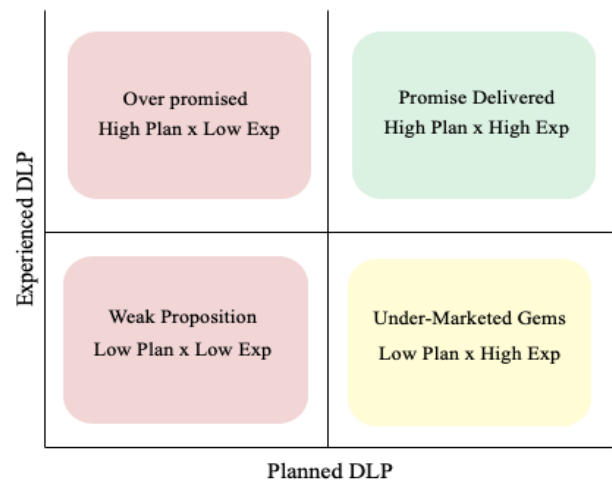 Over promised
High Plan x Low Exp
Promise Delivered
High Plan x High Exp
Experienced DLP
Weak Proposition
Low Plan x Low Exp
Under-Marketed Gems
Low Plan x High Exp
Planned DLP